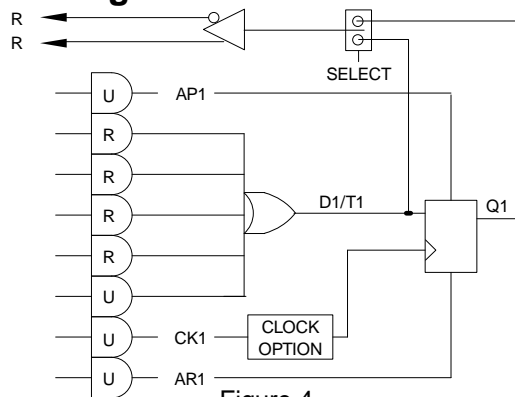 R
R
SELECT
U AP1
R
R
R D1/T1
Q1
R
U
U CK1 CLOCK OPTION
U AR1